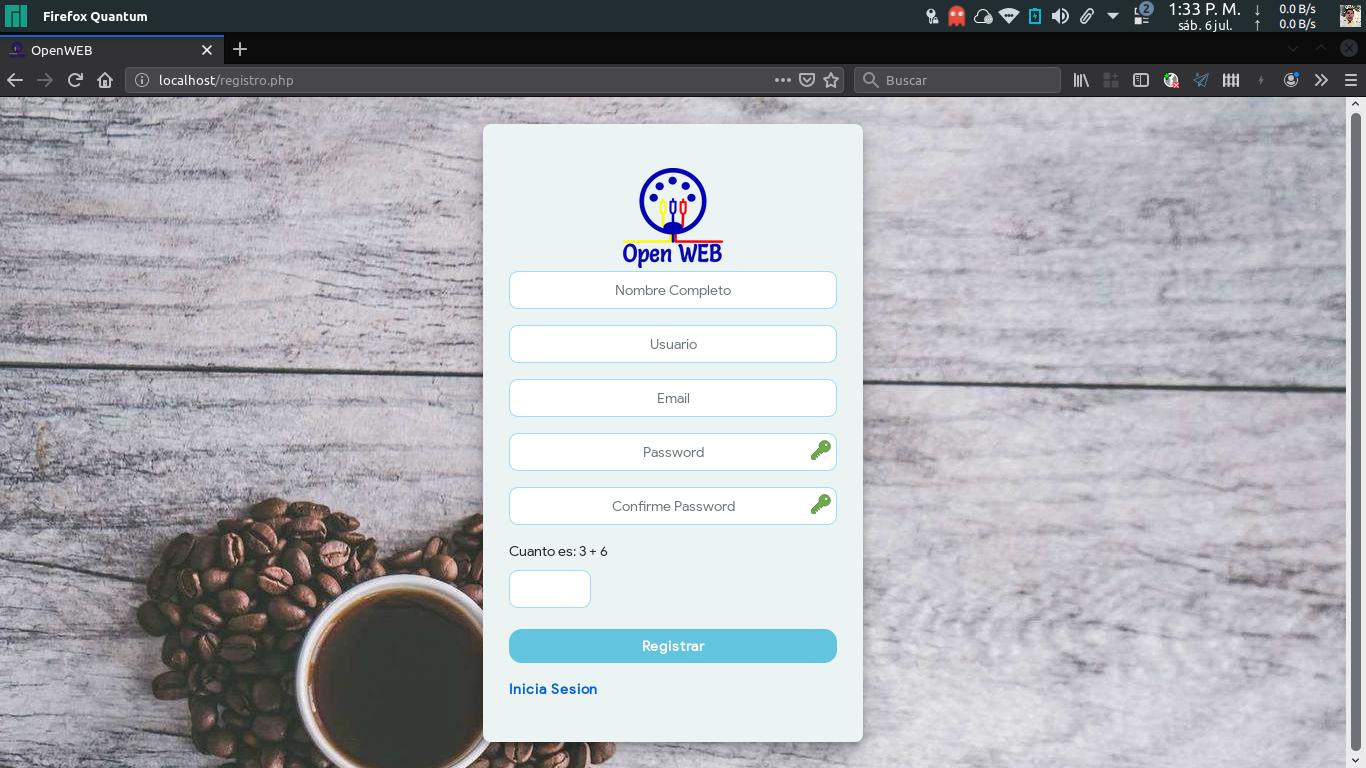 Firefox Quantum
2
1:33 P. M.
sáb. 6 jul.
↓ 0.0 B/s
↑ 0.0 B/s
OpenWEB
localhost/registro.php
Buscar
Open WEB
Nombre Completo
Usuario
Email
Password
Confirme Password
Cuanto es: 3 + 6
Registrar
Inicia Sesion